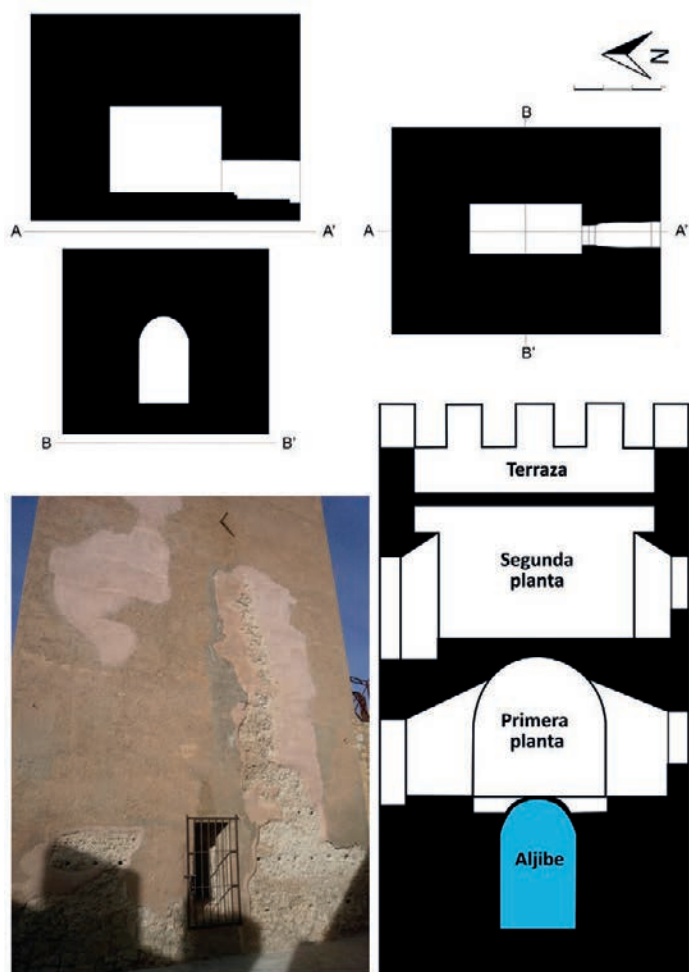 N
B
A
A'
A
A'
B'
B
B'
Terraza
Segunda
planta
Primera
planta
Aljibe